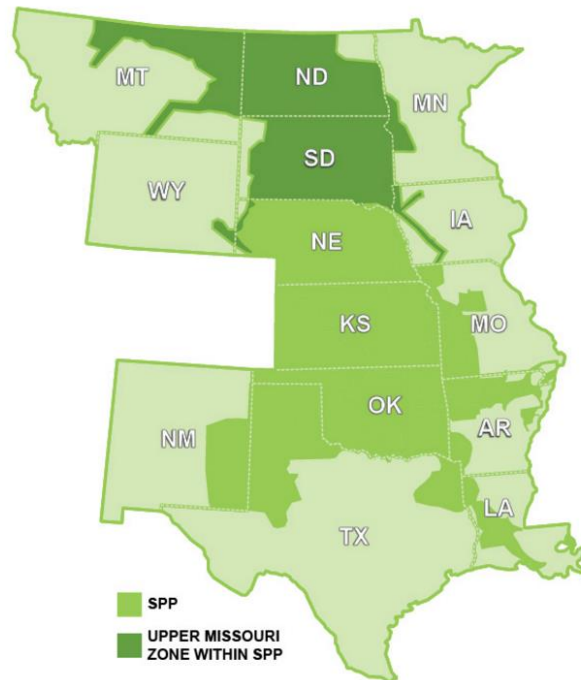 MT
ND
MN
SD
WY
IA
NE
KS
MO
OK
NM
AR
LA
TX
SPP
UPPER MISSOURI
ZONE WITHIN SPP